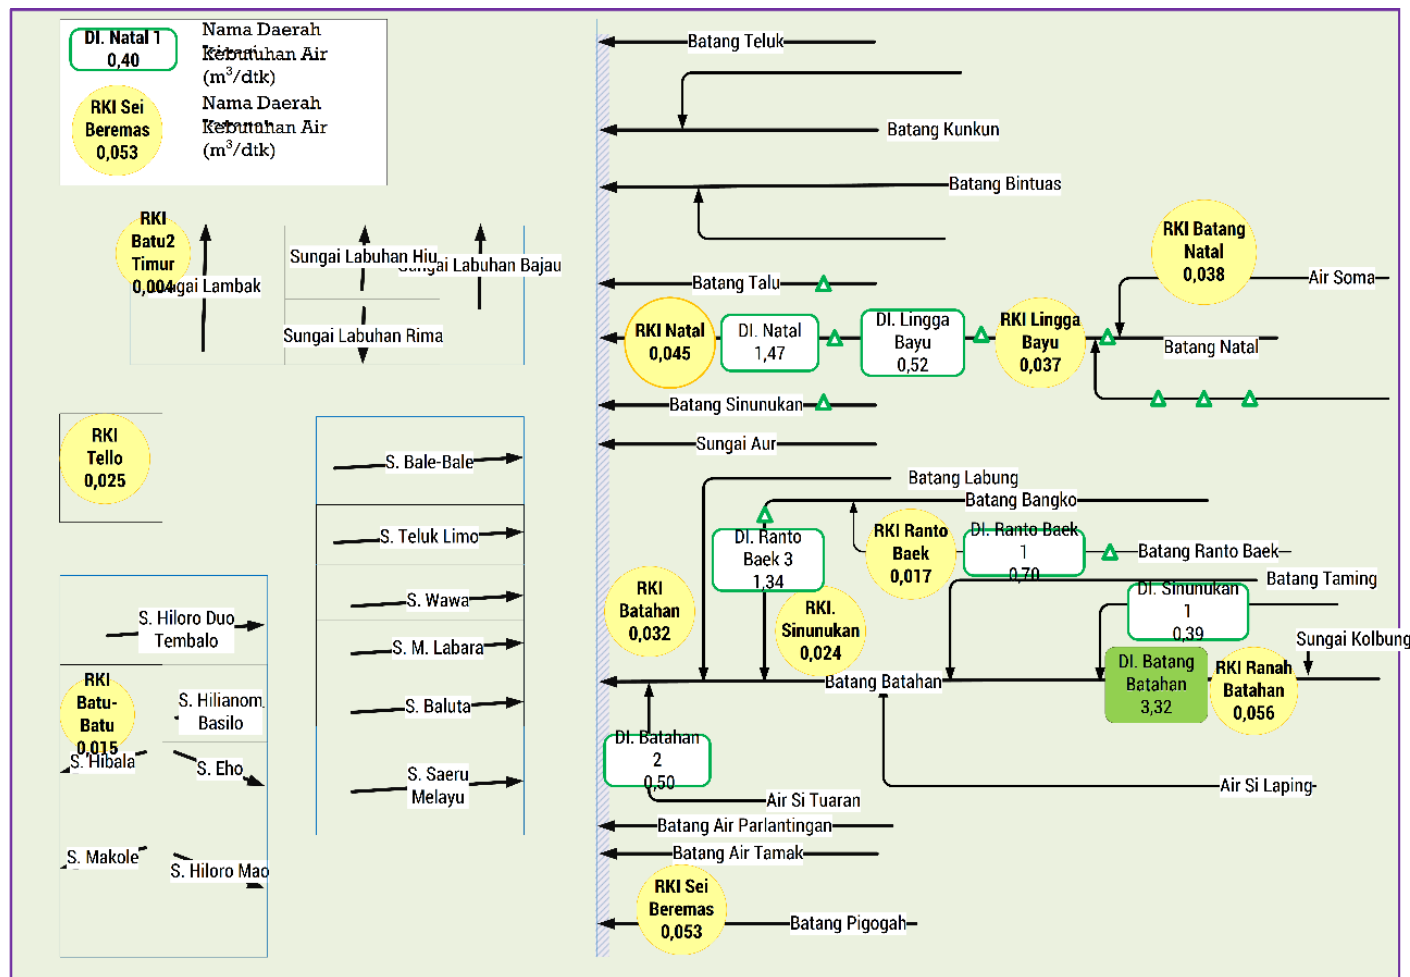 DI. Natal 1
0,40
Nama Daerah
Kebutuhan Air
(m³/dtk)
RKI Sei
Beremas
0,053
Nama Daerah
Kebutuhan Air
(m³/dtk)
Batang Teluk
Batang Kunkun
Batang Bintuas
RKI
Batu2
Timur
0,004
Sungai Lambak
Sungai Labuhan Hiu
Sungai Labuhan Bajau
Sungai Labuhan Rima
RKI Batang
Natal
0,038
Air Soma
Batang Talu
RKI Natal
0,045
DI. Natal
1,47
DI. Lingga
Bayu
0,52
RKI Lingga
Bayu
0,037
Batang Natal
Batang Sinunukan
Sungai Aur
RKI
Tello
0,025
S. Bale-Bale
S. Teluk Limo
S. Wawa
S. M. Labara
S. Baluta
S. Saeru
Melayu
Batang Labung
Batang Bangko
DI. Ranto
Baek 3
1,34
RKI Ranto
Baek
0,017
DI. Ranto Baek
1
0,70
Batang Ranto Baek
Batang Taming
RKI
Batahan
0,032
RKI.
Sinunukan
0,024
DI. Sinunukan
1
0,39
Sungai Kolbung
Batang Batahan
DI. Batang
Batahan
3,32
RKI Ranah
Batahan
0,056
S. Hiloro Duo
Tembalo
RKI
Batu-
Batu
0,015
S. Hilianom
Basilo
S. Hibala
S. Eho
S. Makole
S. Hiloro Mao
DI. Batahan
2
0,50
Air Si Tuaran
Air Si Laping
Batang Air Parlantingan
Batang Air Tamak
RKI Sei
Beremas
0,053
Batang Pigogah